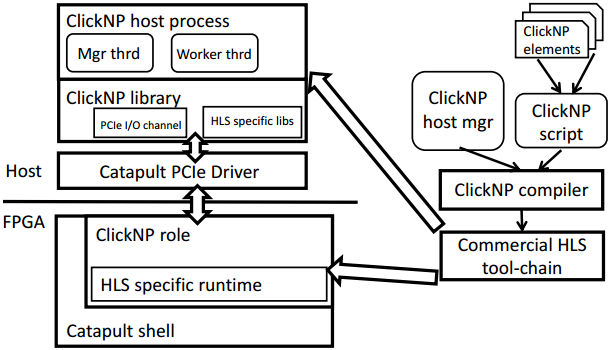 ClickNP host process
Mgr thrd
Worker thrd
ClickNP library
PCIe I/O channel
HLS specific libs
Host
Catapult PCIe Driver
FPGA
ClickNP role
HLS specific runtime
Catapult shell
ClickNP
elements
ClickNP
host mgr
ClickNP
script
ClickNP compiler
Commercial HLS
tool-chain